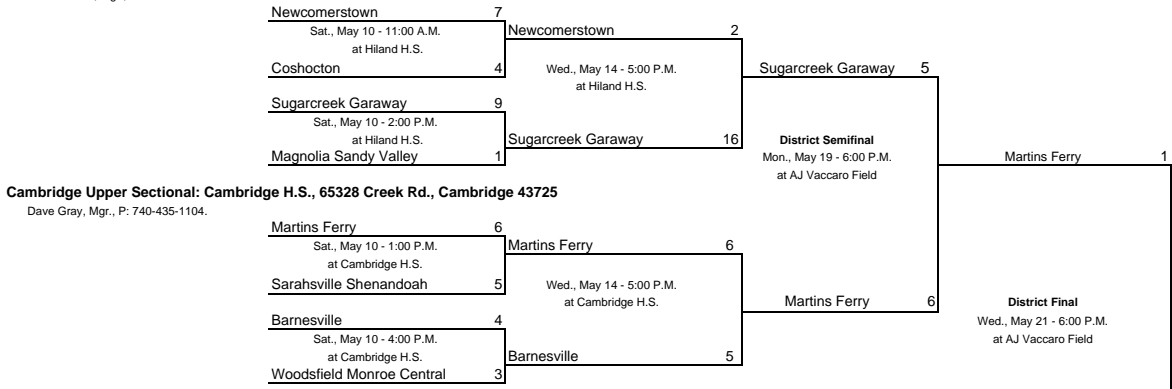 Newcomerstown 7
Sat., May 10 - 11:00 A.M.
at Hiland H.S.
Coshocton 4
Newcomerstown 2
Wed., May 14 - 5:00 P.M.
at Hiland H.S.
Sugarcreek Garaway 9
Sat., May 10 - 2:00 P.M.
at Hiland H.S.
Magnolia Sandy Valley 1
Sugarcreek Garaway 16
Sugarcreek Garaway 5
District Semifinal
Mon., May 19 - 6:00 P.M.
at AJ Vaccaro Field
Martins Ferry 1
Cambridge Upper Sectional: Cambridge H.S., 65328 Creek Rd., Cambridge 43725
Dave Gray, Mgr., P: 740-435-1104.
Martins Ferry 6
Sat., May 10 - 1:00 P.M.
at Cambridge H.S.
Sarahsville Shenandoah 5
Martins Ferry 6
Wed., May 14 - 5:00 P.M.
at Cambridge H.S.
Barnesville 4
Sat., May 10 - 4:00 P.M.
at Cambridge H.S.
Woodsfield Monroe Central 3
Barnesville 5
Martins Ferry 6
District Final
Wed., May 21 - 6:00 P.M.
at AJ Vaccaro Field